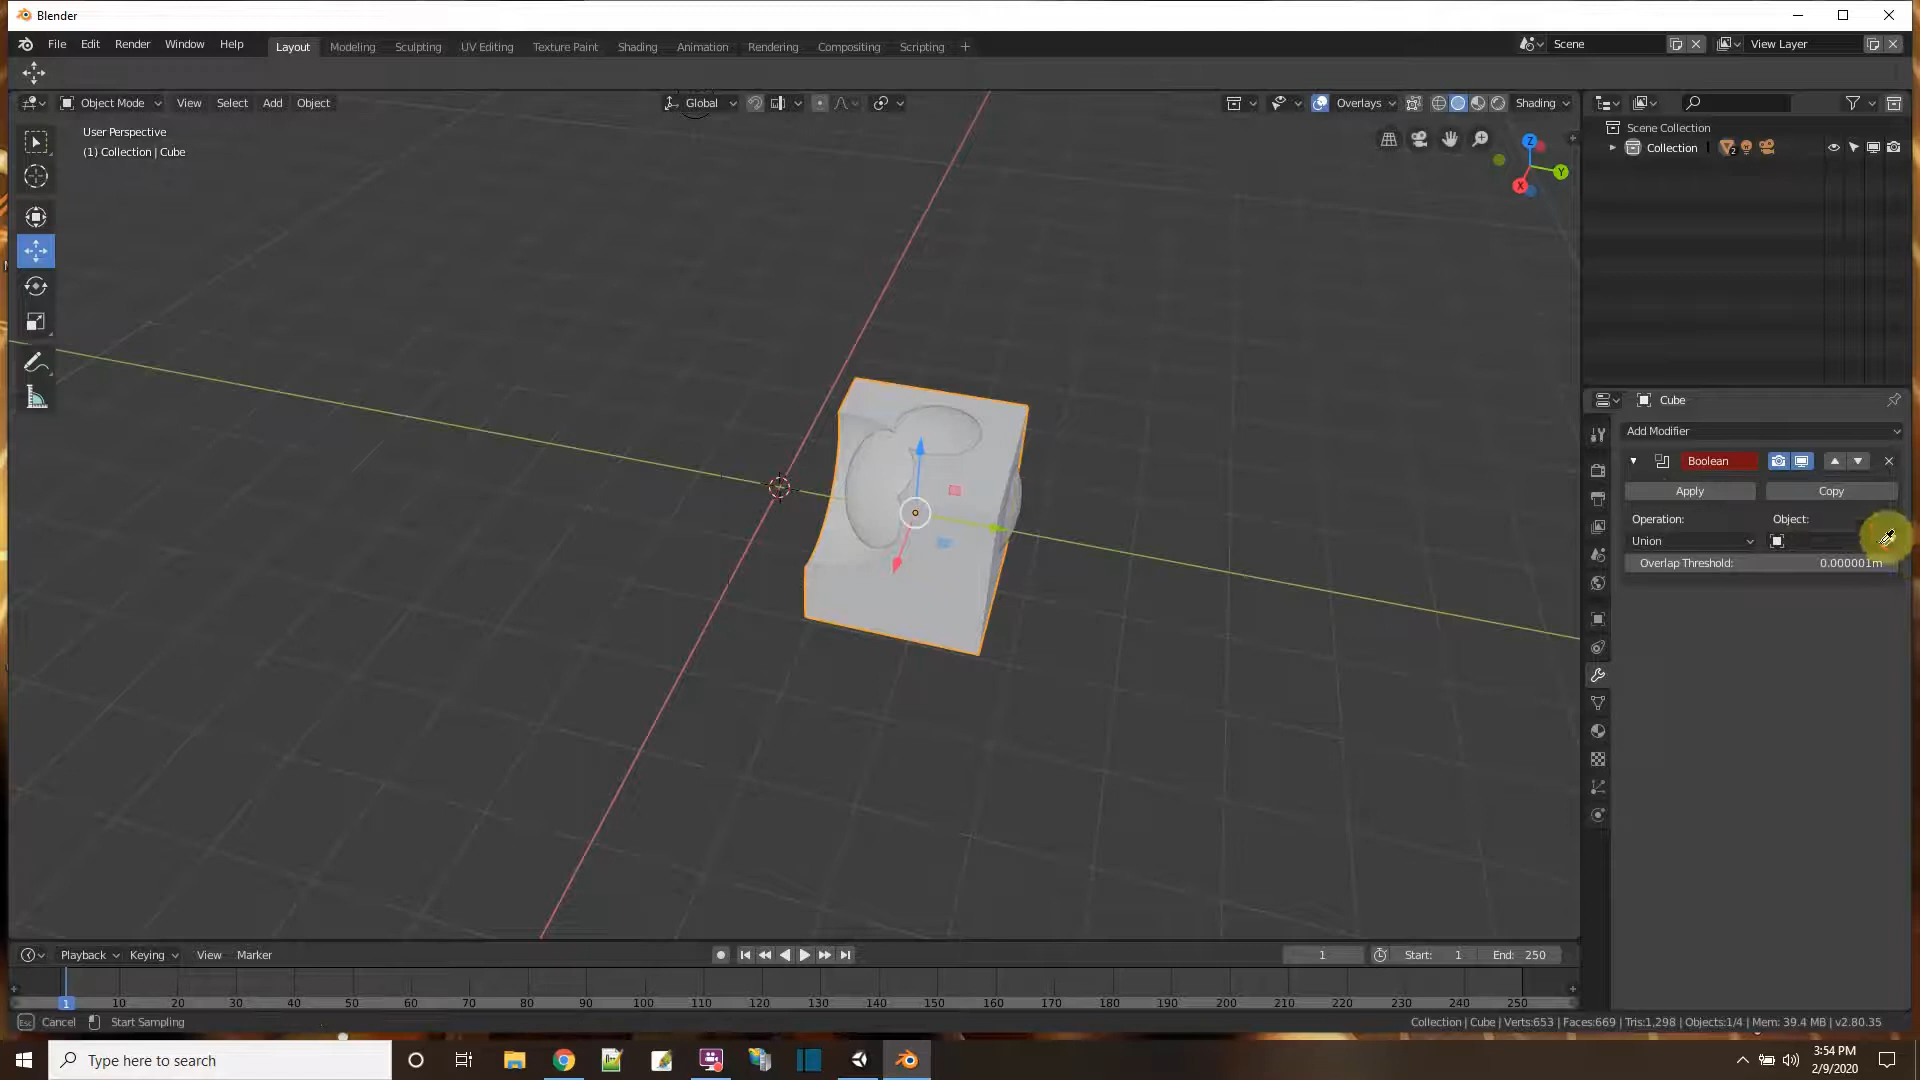 Blender
File Edit Render Window Help
Layout Modeling Sculpting UV Editing Texture Paint Shading Animation Rendering Compositing Scripting +
Scene
View Layer
Object Mode View Select Add Object
Global
Overlays
Shading
User Perspective
(1) Collection | Cube
Z
Y
X
Scene Collection
Collection
2
Cube
Add Modifier
Boolean
Apply Copy
Operation: Object:
Union
Overlap Threshold: 0.000001m
Playback Keying View Marker
1
Start: 1
End: 250
1 10 20 30 40 50 60 70 80 90 100 110 120 130 140 150 160 170 180 190 200 210 220 230 240 250
Esc Cancel Start Sampling
Collection | Cube | Verts:653 | Faces:669 | Tris:1,298 | Objects:1/4 | Mem: 39.4 MB | v2.80.35
Type here to search
3:54 PM
2/9/2020